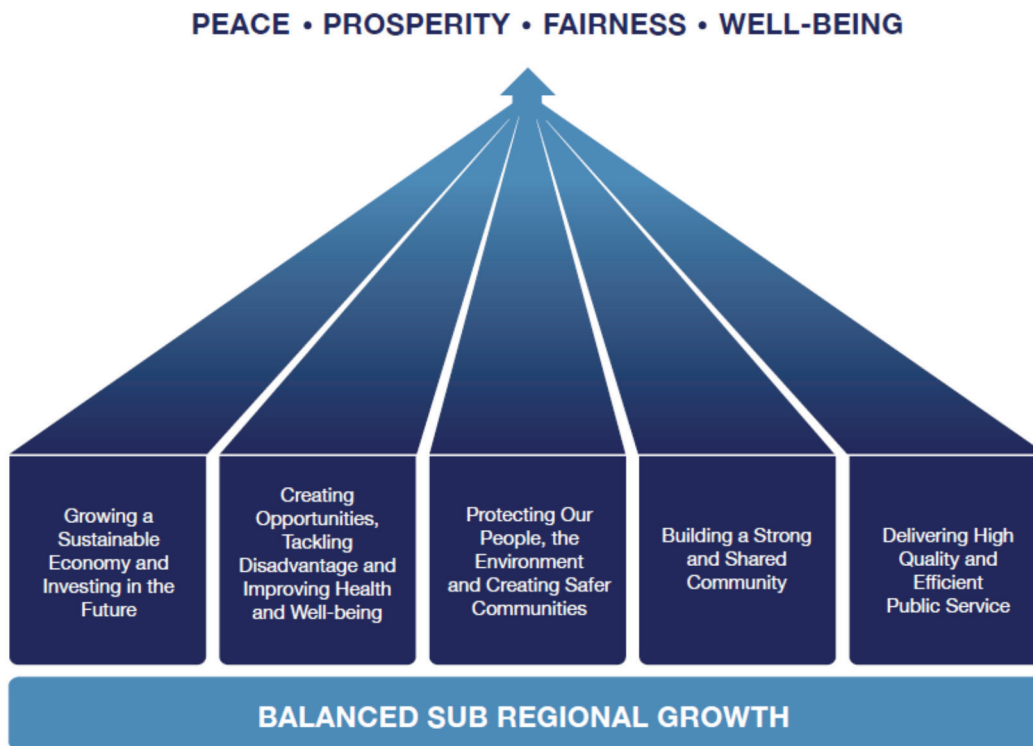 PEACE • PROSPERITY • FAIRNESS • WELL-BEING
Growing a
Sustainable
Economy and
Investing in the
Future
Creating
Opportunities,
Tackling
Disadvantage and
Improving Health
and Well-being
Protecting Our
People, the
Environment
and Creating Safer
Communities
Building a Strong
and Shared
Community
Delivering High
Quality and
Efficient
Public Service
BALANCED SUB REGIONAL GROWTH